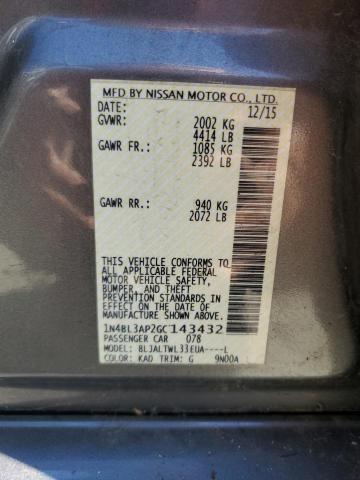 MFD BY NISSAN MOTOR CO., LTD.
DATE: 12/15
GVWR: 2002 KG
4414 LB
GAWR FR.: 1085 KG
2392 LB
GAWR RR.: 940 KG
2072 LB
THIS VEHICLE CONFORMS TO
ALL APPLICABLE FEDERAL
MOTOR VEHICLE SAFETY,
BUMPER, AND THEFT
PREVENTION STANDARDS
IN EFFECT ON THE DATE OF
MANUFACTURE SHOWN ABOVE.
1N4BL3AP2GC143432
PASSENGER CAR 078
MODEL: BLJALTWL33EUA----L
COLOR: KAD TRIM: G 9N00A